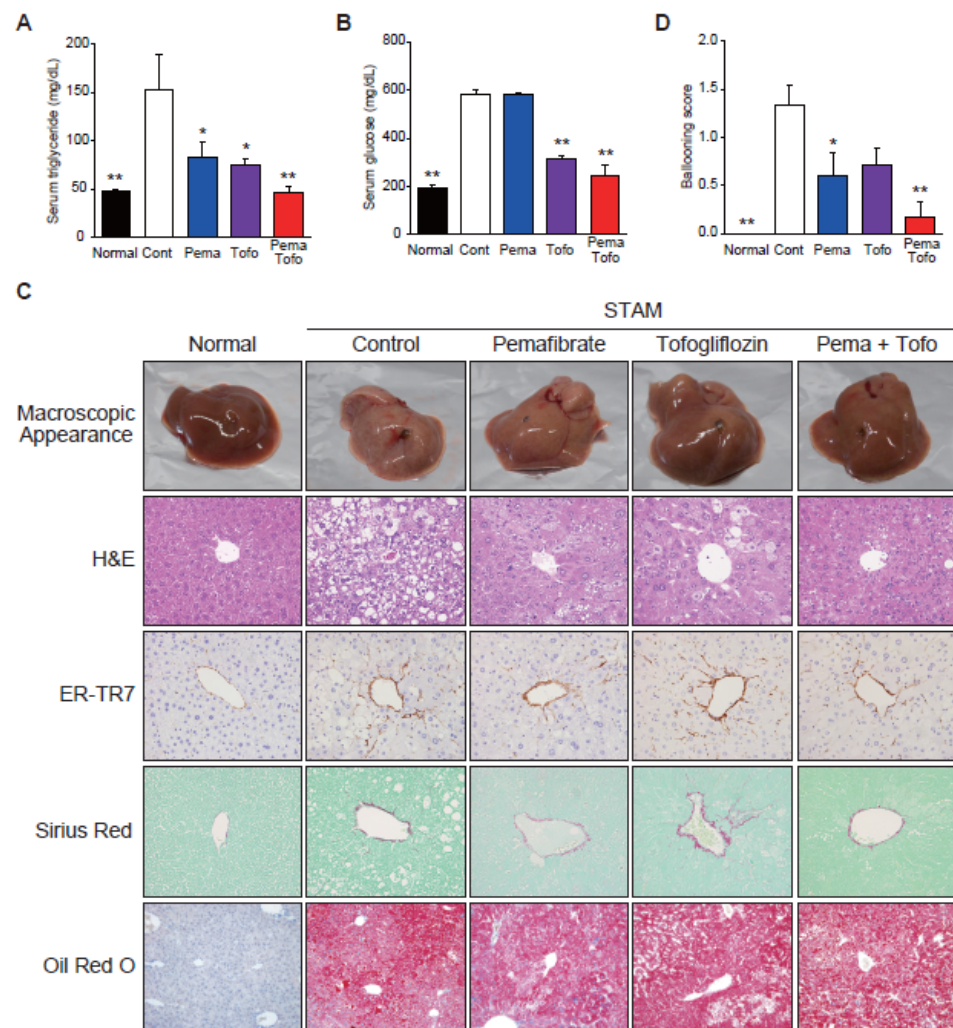 A
Serum triglyceride (mg/dL)
200
150
100
50
0
**
*
*
**
Normal Cont Pema Tofo Pema Tofo
B
Serum glucose (mg/dL)
800
600
400
200
0
**
**
**
Normal Cont Pema Tofo Pema Tofo
D
Ballooning score
2.0
1.5
1.0
0.5
0.0
**
*
**
Normal Cont Pema Tofo Pema Tofo
C
STAM
Normal Control Pemafibrate Tofogliflozin Pema + Tofo
Macroscopic
Appearance
H&E
ER-TR7
Sirius Red
Oil Red O